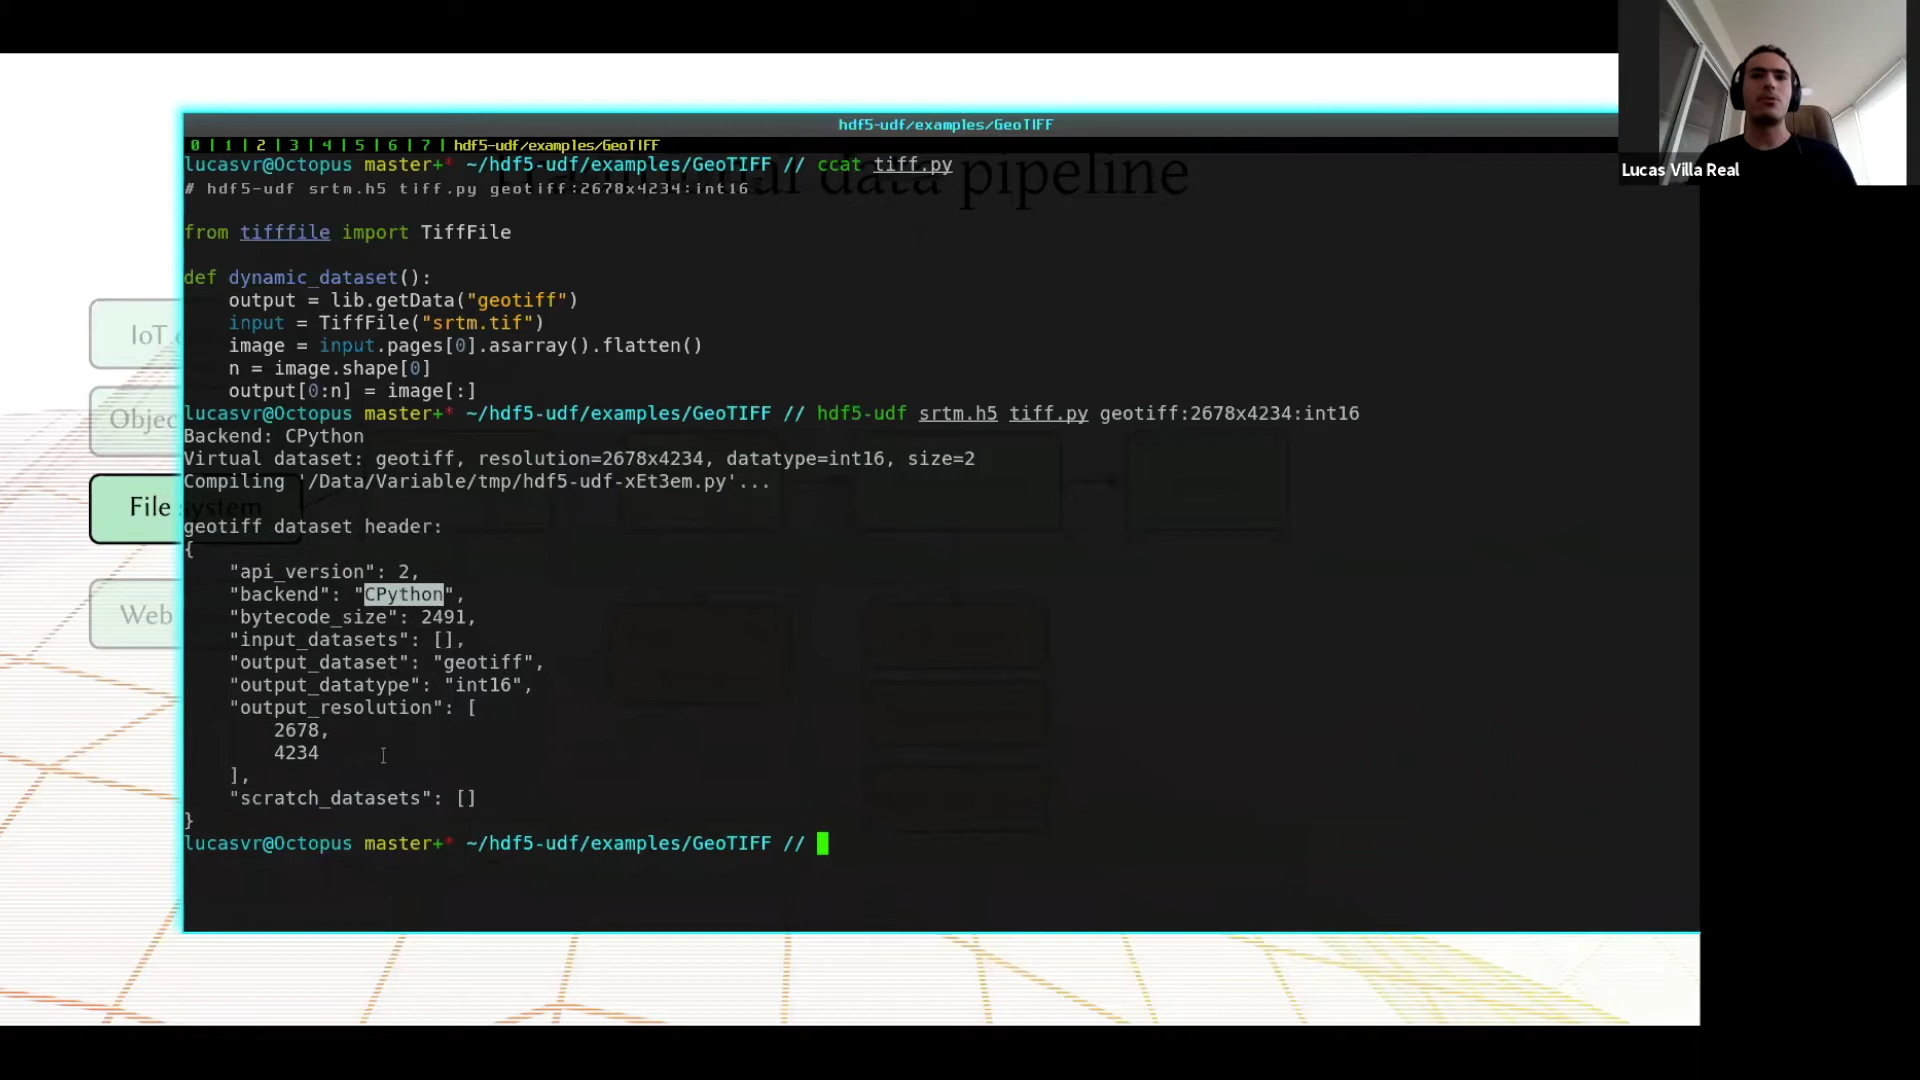 hdf5-udf/examples/GeoTIFF
0 | 1 | 2 | 3 | 4 | 5 | 6 | 7 | hdf5-udf/examples/GeoTIFF
lucasvr@Octopus master+* ~/hdf5-udf/examples/GeoTIFF // ccat tiff.py
data pipeline
# hdf5-udf srtm.h5 tiff.py geotiff:2678x4234:int16
from tifffile import TiffFile
def dynamic_dataset():
    output = lib.getData("geotiff")
    input = TiffFile("srtm.tif")
    image = input.pages[0].asarray().flatten()
    n = image.shape[0]
    output[0:n] = image[:]
lucasvr@Octopus master+* ~/hdf5-udf/examples/GeoTIFF // hdf5-udf srtm.h5 tiff.py geotiff:2678x4234:int16
Backend: CPython
Virtual dataset: geotiff, resolution=2678x4234, datatype=int16, size=2
Compiling '/Data/Variable/tmp/hdf5-udf-xEt3em.py'...
geotiff dataset header:
{
    "api_version": 2,
    "backend": "CPython",
    "bytecode_size": 2491,
    "input_datasets": [],
    "output_dataset": "geotiff",
    "output_datatype": "int16",
    "output_resolution": [
        2678,
        4234
    ],
    "scratch_datasets": []
}
lucasvr@Octopus master+* ~/hdf5-udf/examples/GeoTIFF //
IoT
Objec
File system
Web
Lucas Villa Real